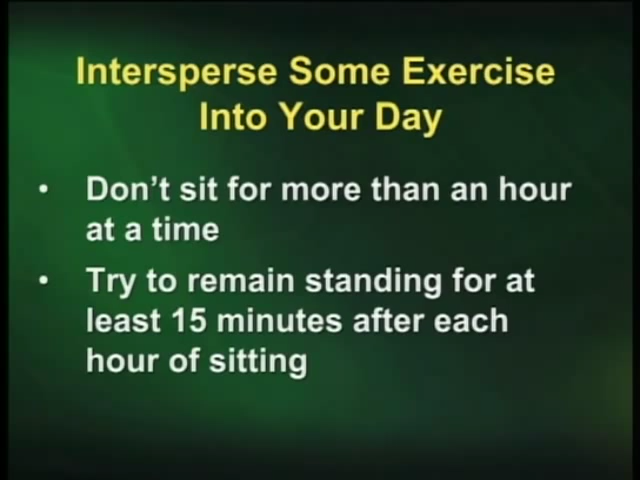 Intersperse Some Exercise
Into Your Day
• Don't sit for more than an hour
at a time
• Try to remain standing for at
least 15 minutes after each
hour of sitting